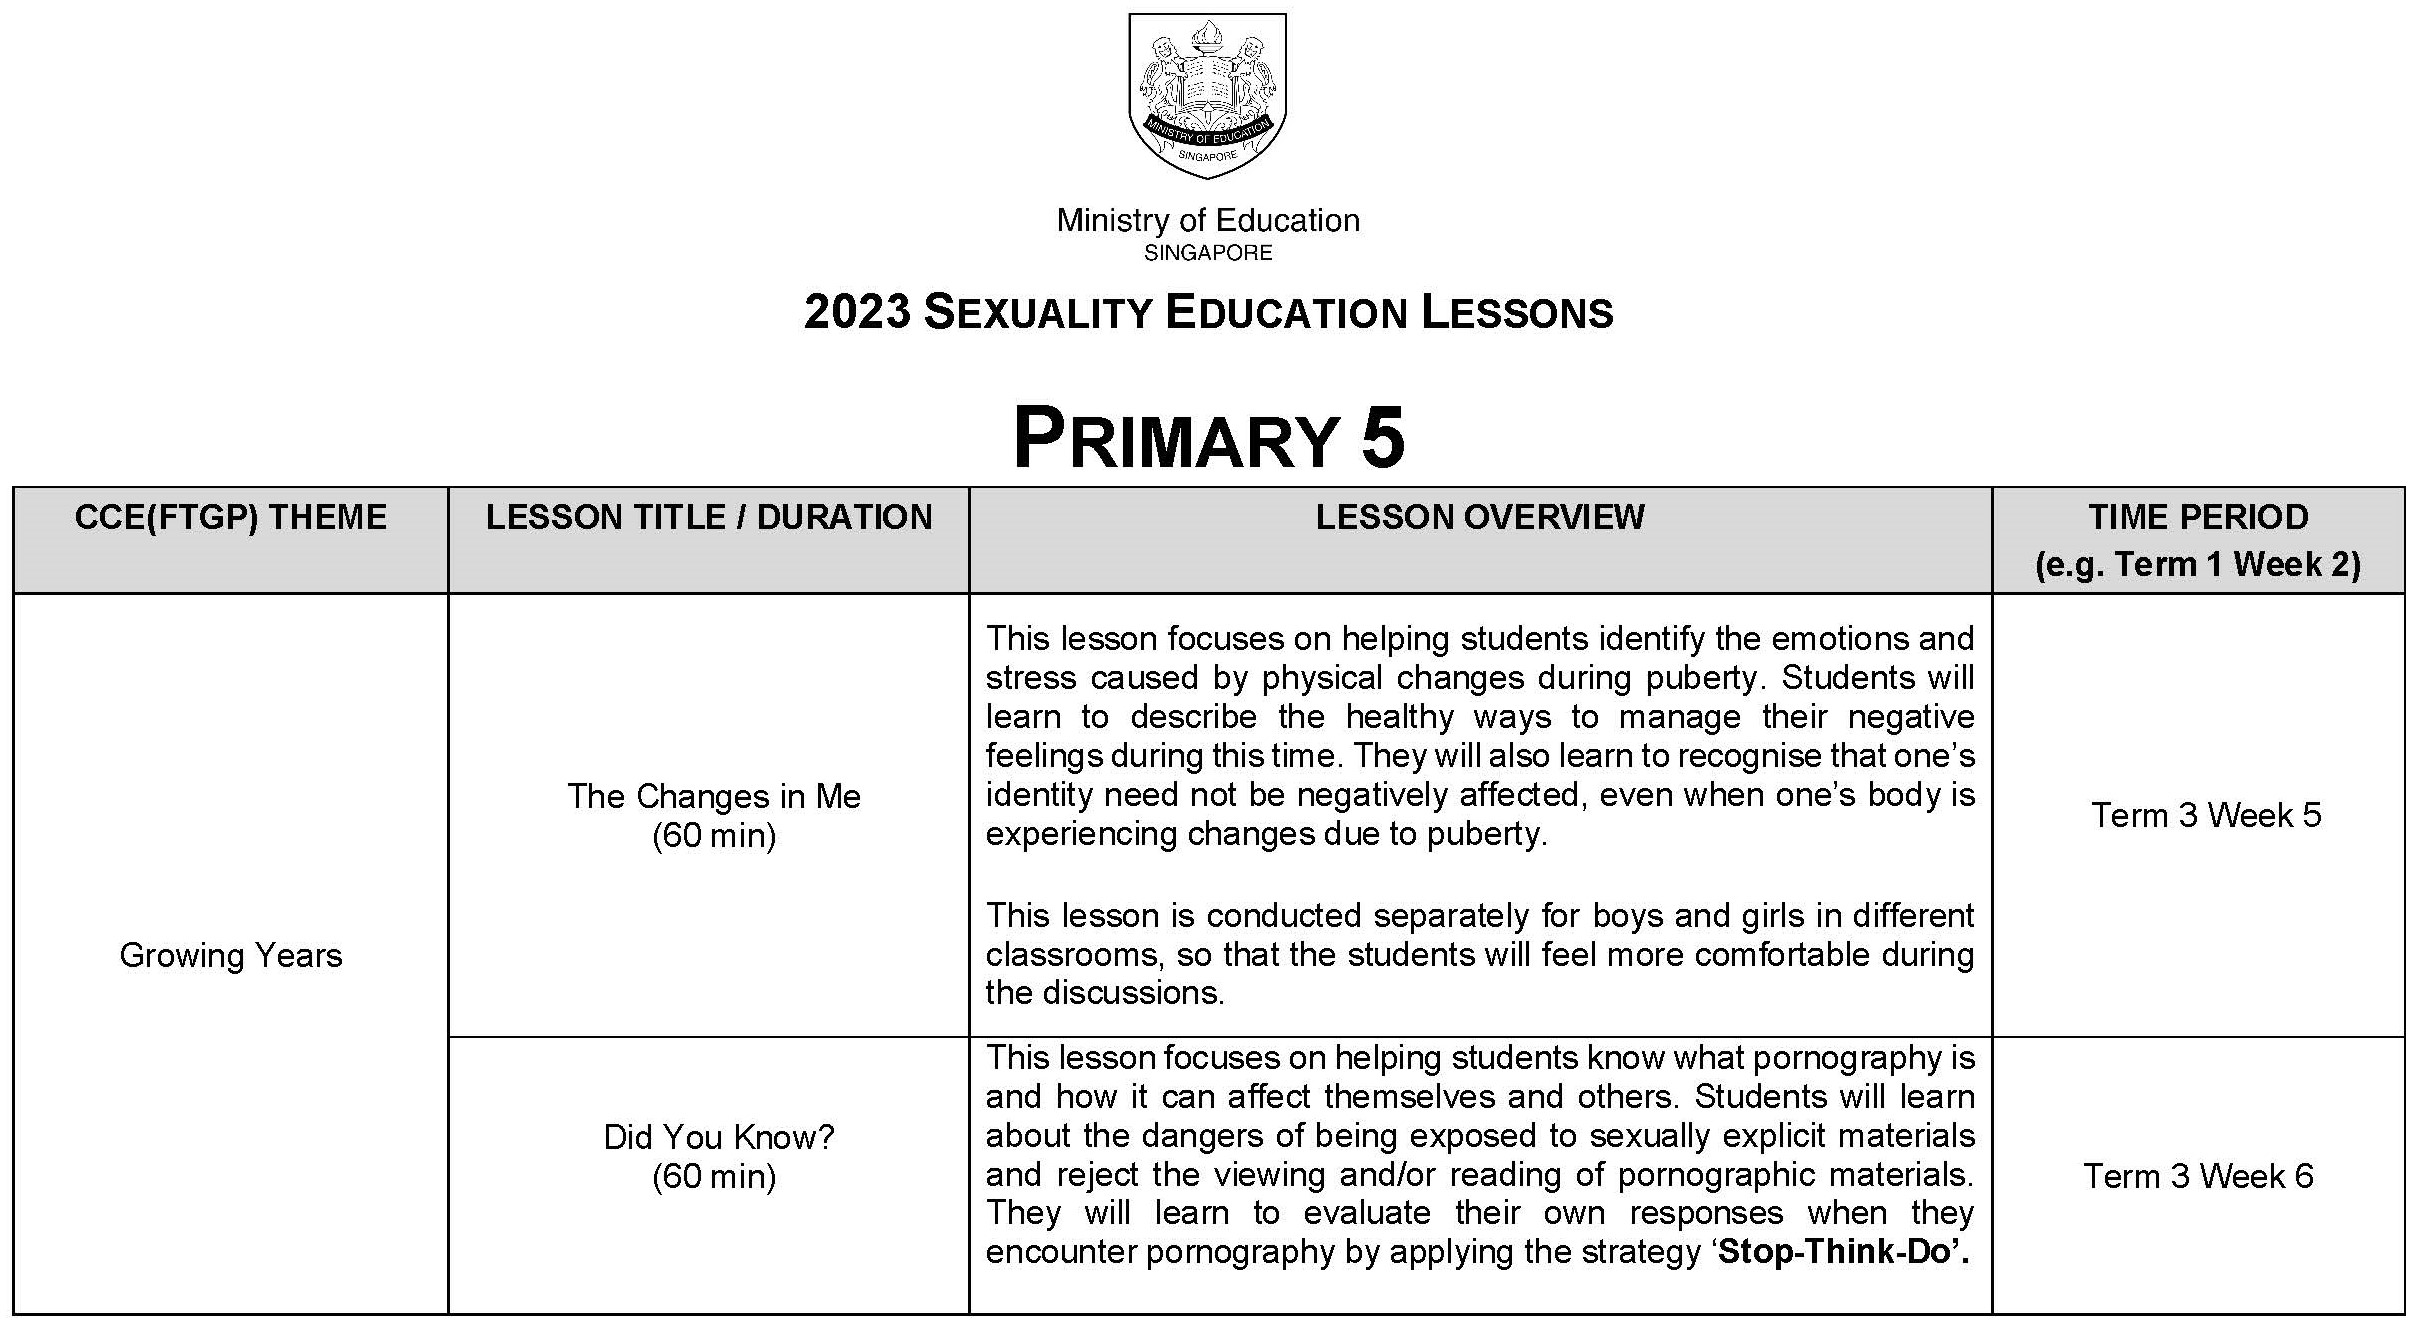 MINISTRY OF EDUCATION
SINGAPORE
Ministry of Education
SINGAPORE
2023 SEXUALITY EDUCATION LESSONS
PRIMARY 5
CCE(FTGP) THEME
LESSON TITLE / DURATION
LESSON OVERVIEW
TIME PERIOD
(e.g. Term 1 Week 2)
Growing Years
The Changes in Me
(60 min)
This lesson focuses on helping students identify the emotions and
stress caused by physical changes during puberty. Students will
learn to describe the healthy ways to manage their negative
feelings during this time. They will also learn to recognise that one’s
identity need not be negatively affected, even when one’s body is
experiencing changes due to puberty.
This lesson is conducted separately for boys and girls in different
classrooms, so that the students will feel more comfortable during
the discussions.
Term 3 Week 5
Did You Know?
(60 min)
This lesson focuses on helping students know what pornography is
and how it can affect themselves and others. Students will learn
about the dangers of being exposed to sexually explicit materials
and reject the viewing and/or reading of pornographic materials.
They will learn to evaluate their own responses when they
encounter pornography by applying the strategy ‘Stop-Think-Do’.
Term 3 Week 6